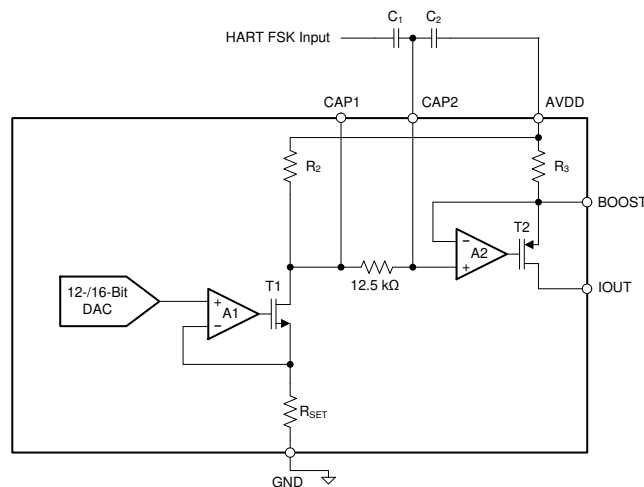 C1 C2
HART FSK Input
CAP1 CAP2 AVDD
R2 R3
BOOST
T2
− A2 +
IOUT
12.5 kΩ
T1
12-/16-Bit
DAC
+ A1 −
RSET
GND